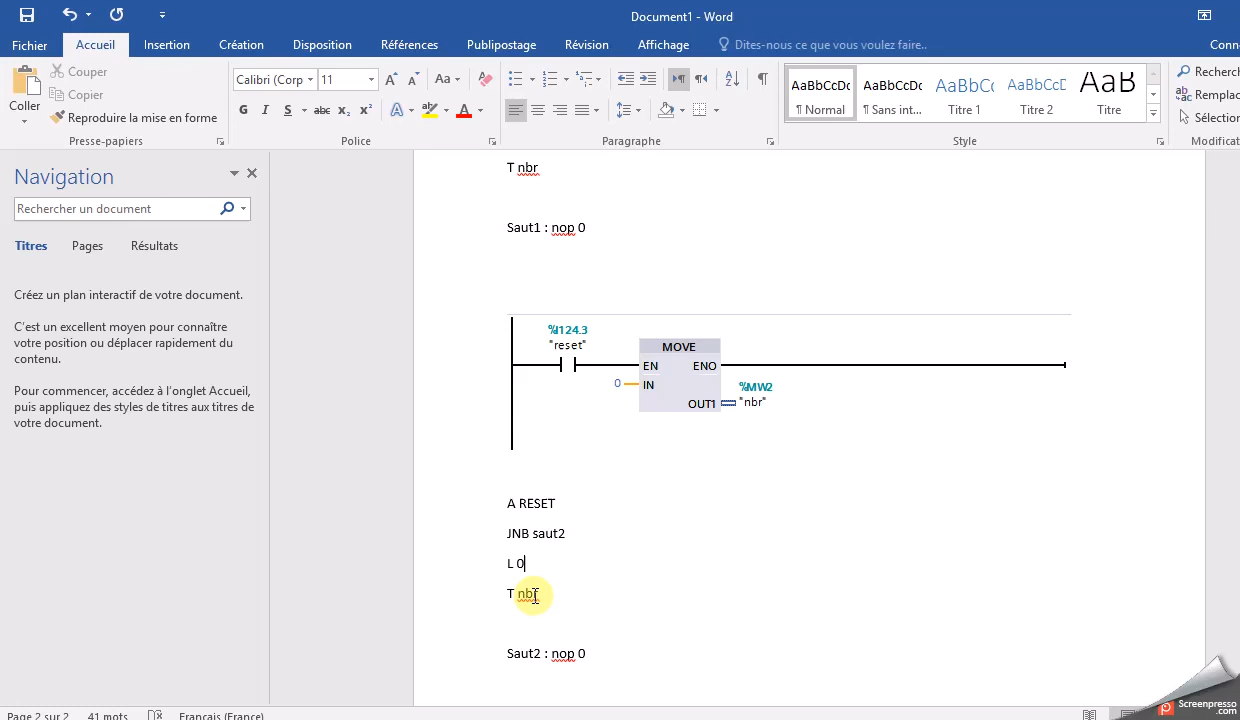 Document1 - Word
Fichier
Accueil
Insertion
Création
Disposition
Références
Publipostage
Révision
Affichage
Dites-nous ce que vous voulez faire..
Conne
Coller
Couper
Copier
Reproduire la mise en forme
Presse-papiers
Calibri (Corp
11
Aa
G I S abc x₂ x²
A
Police
Paragraphe
AaBbCcDc
¶ Normal
AaBbCcDc
¶ Sans int...
AaBbCc
Titre 1
AaBbCcD
Titre 2
AaB
Titre
Style
Recherch
Remplac
Sélection
Modificat
Navigation
Rechercher un document
Titres
Pages
Résultats
Créez un plan interactif de votre document.
C'est un excellent moyen pour connaître
votre position ou déplacer rapidement du
contenu.
Pour commencer, accédez à l'onglet Accueil,
puis appliquez des styles de titres aux titres de
votre document.
T nbr
Saut1 : nop 0
%I124.3
"reset"
MOVE
EN
ENO
0
IN
OUT1
%MW2
"nbr"
A RESET
JNB saut2
L 0
T nbr
Saut2 : nop 0
Page 2 sur 2
41 mots
Français (France)
Screenpresso
.com